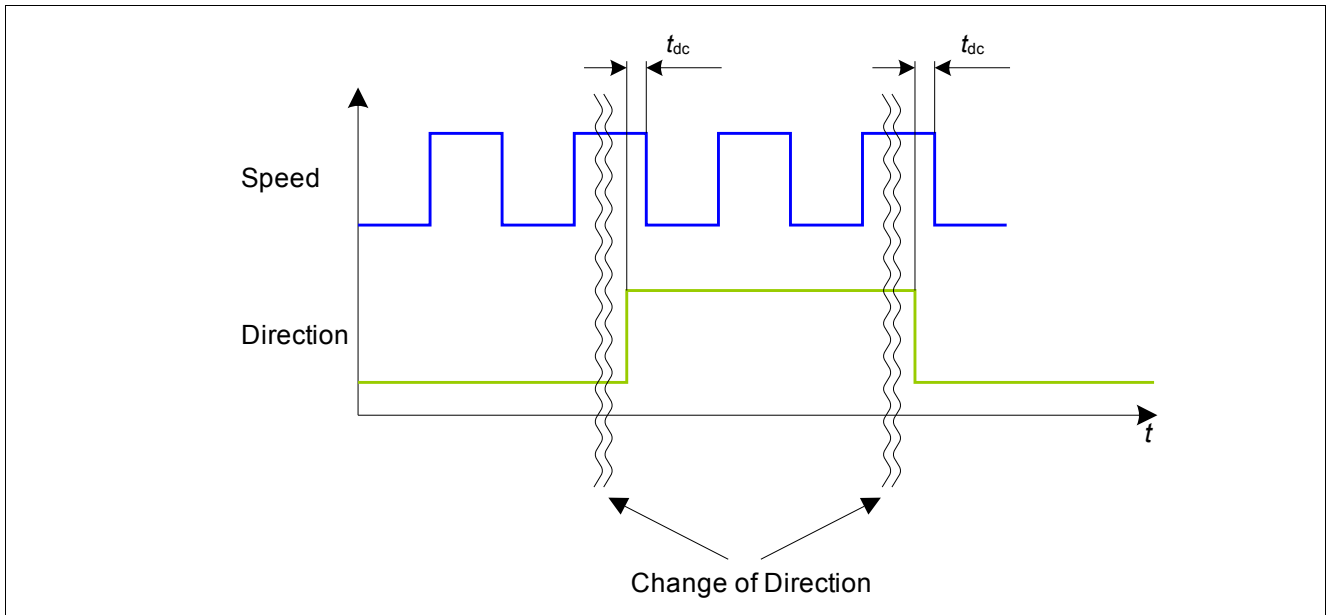 tdc
tdc
Speed
Direction
t
Change of Direction